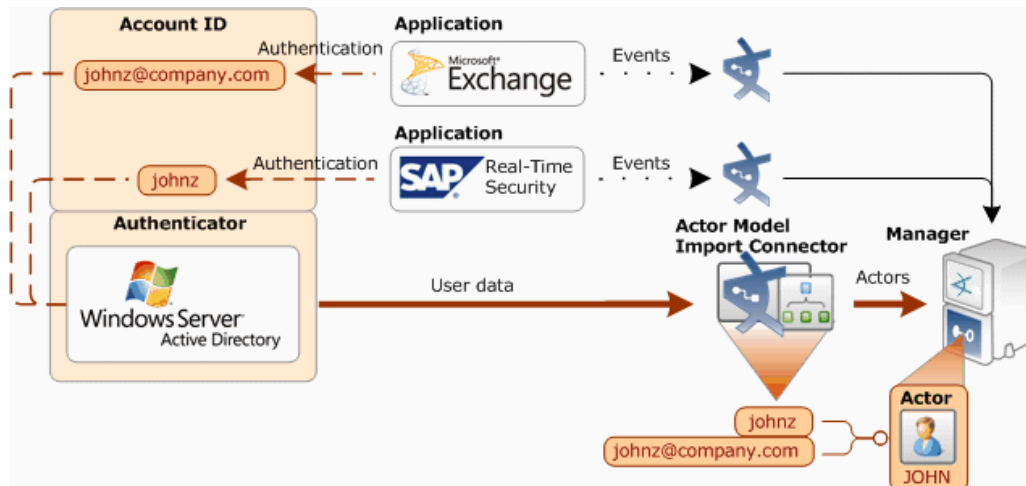 Account ID
johnz@company.com
Authentication
Application
Microsoft®
Exchange
Events
johnz
Authentication
Application
SAP
Real-Time
Security
Events
Authenticator
Windows Server
Active Directory
User data
Actor Model
Import Connector
Actors
Manager
johnz
johnz@company.com
Actor
JOHN